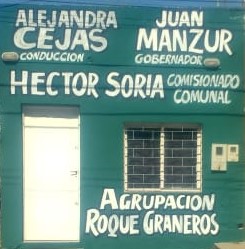 ALEJANDRA JUAN
CEJAS MANZUR
CONDUCCION GOBERNADOR
HECTOR SORIA COMISIONADO
COMUNAL
AGRUPACION
ROQUE GRANEROS